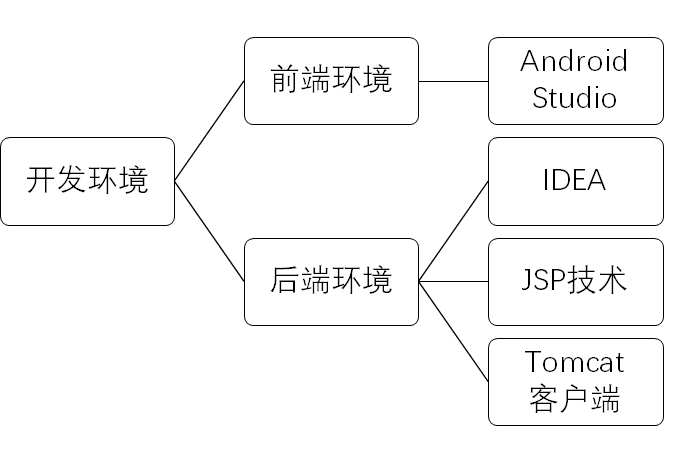 开发环境
前端环境
Android
Studio
后端环境
IDEA
JSP技术
Tomcat
客户端